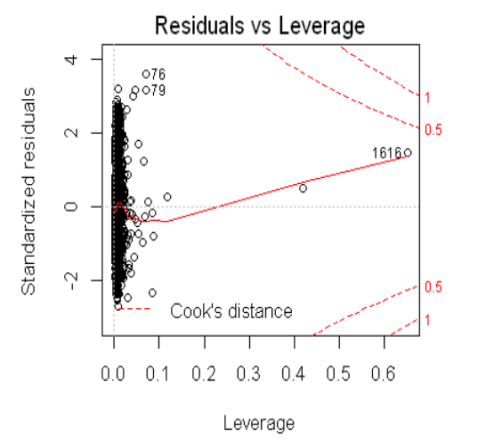 Residuals vs Leverage
Standardized residuals
4
2
0
-2
76
79
1616
1
0.5
0.5
1
Cook's distance
0.0 0.1 0.2 0.3 0.4 0.5 0.6
Leverage